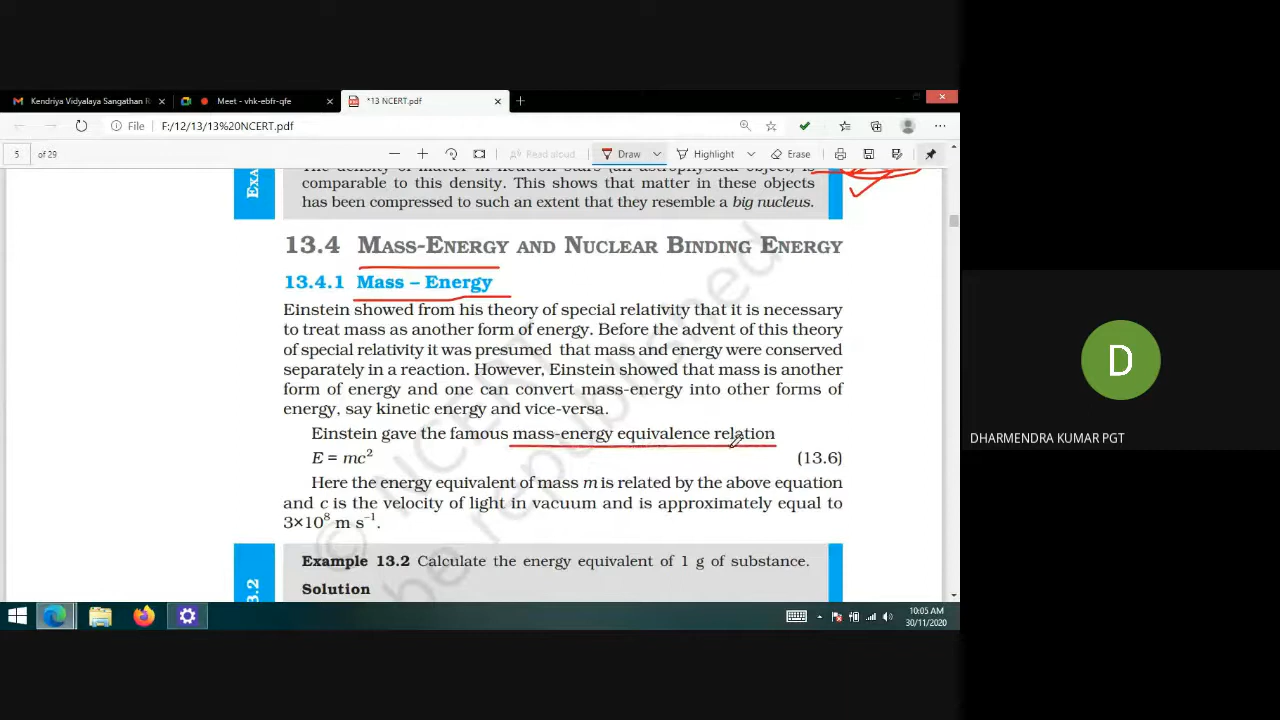 Kendriya Vidyalaya Sangathan R
Meet - vhk-ebfr-qfe
*13 NCERT.pdf
File
F:/12/13/13%20NCERT.pdf
5
of 29
Read aloud
Draw
Highlight
Erase
The density of matter in neutron stars (an astrophysical object) is
comparable to this density. This shows that matter in these objects
has been compressed to such an extent that they resemble a big nucleus.
13.4 MASS-ENERGY AND NUCLEAR BINDING ENERGY
13.4.1 Mass – Energy
Einstein showed from his theory of special relativity that it is necessary
to treat mass as another form of energy. Before the advent of this theory
of special relativity it was presumed that mass and energy were conserved
separately in a reaction. However, Einstein showed that mass is another
form of energy and one can convert mass-energy into other forms of
energy, say kinetic energy and vice-versa.
Einstein gave the famous mass-energy equivalence relation
E = mc² (13.6)
Here the energy equivalent of mass m is related by the above equation
and c is the velocity of light in vacuum and is approximately equal to
3×10⁸ m s⁻¹.
Example 13.2 Calculate the energy equivalent of 1 g of substance.
Solution
© NCERT
be republished
D
DHARMENDRA KUMAR PGT
10:05 AM
30/11/2020